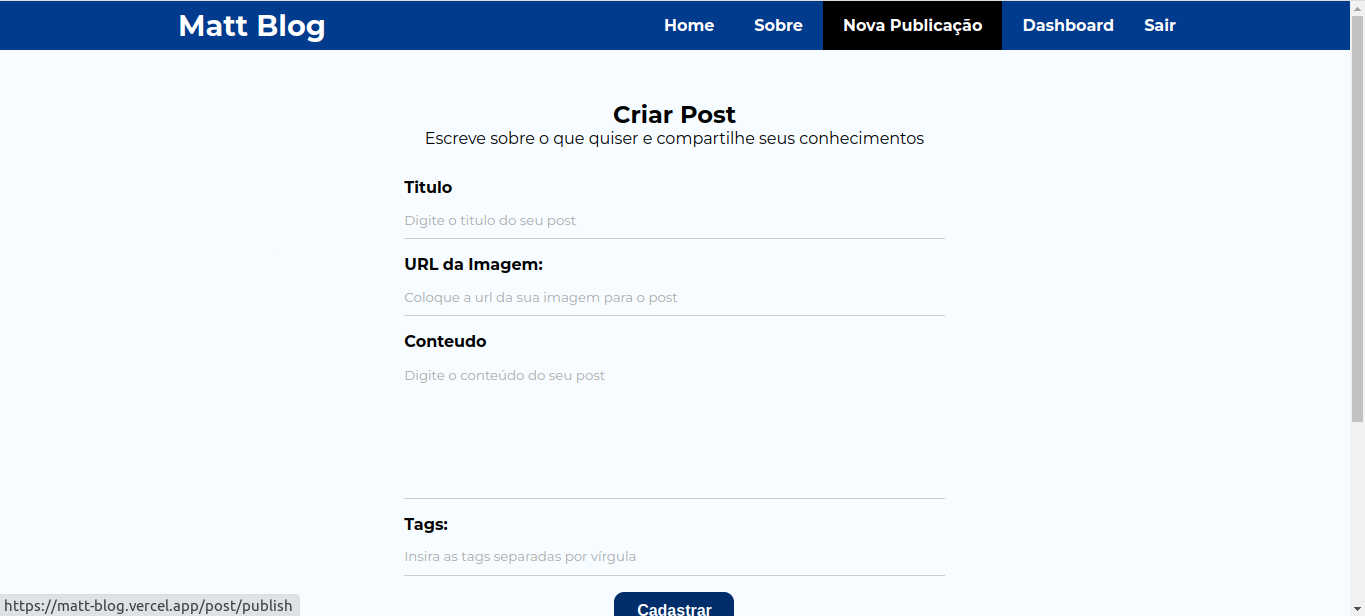 Matt Blog
Home Sobre Nova Publicação Dashboard Sair
Criar Post
Escreve sobre o que quiser e compartilhe seus conhecimentos
Titulo
Digite o titulo do seu post
URL da Imagem:
Coloque a url da sua imagem para o post
Conteudo
Digite o conteúdo do seu post
Tags:
Insira as tags separadas por vírgula
Cadastrar
https://matt-blog.vercel.app/post/publish